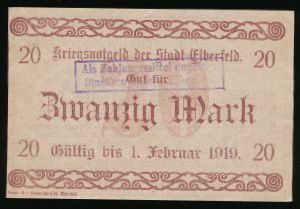 20 Kriegsnotgeld der Stadt Elberfeld. 20
Als Zahlungsmittel
Gut für
Zwanzig Mark
20 Gültig bis 1. Februar 1919. 20